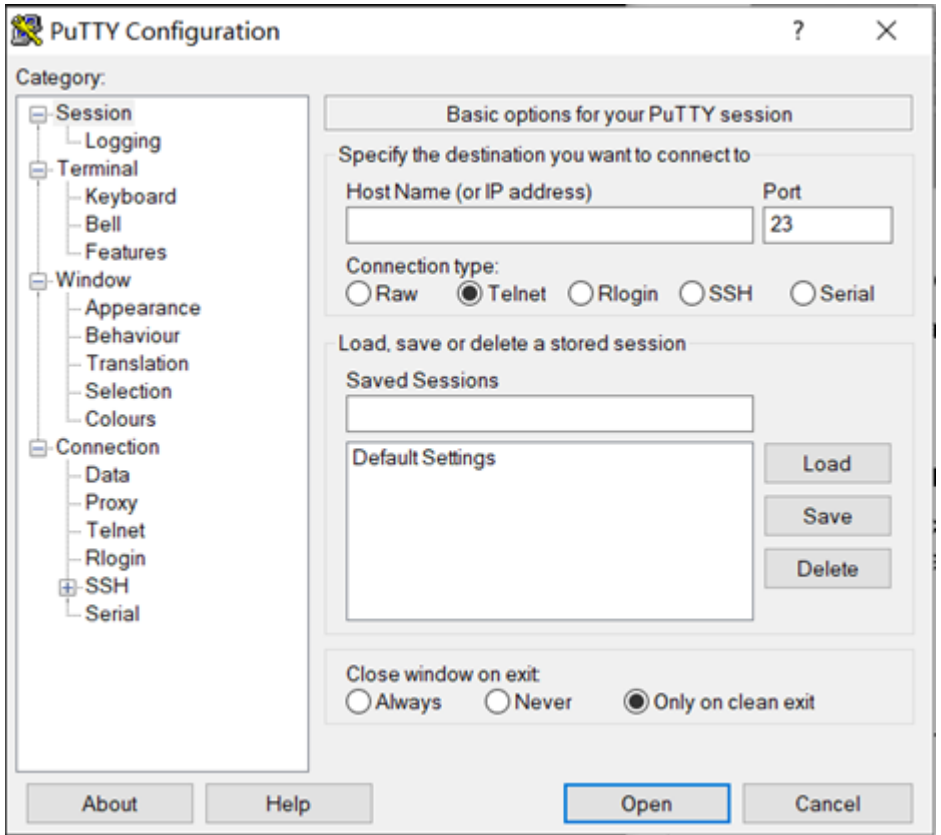 PuTTY Configuration
?
Category:
Session
Logging
Terminal
Keyboard
Bell
Features
Window
Appearance
Behaviour
Translation
Selection
Colours
Connection
Data
Proxy
Telnet
Rlogin
SSH
Serial
Basic options for your PuTTY session
Specify the destination you want to connect to
Host Name (or IP address) Port
23
Connection type:
Raw Telnet Rlogin SSH Serial
Load, save or delete a stored session
Saved Sessions
Default Settings
Load
Save
Delete
Close window on exit:
Always Never Only on clean exit
About Help Open Cancel